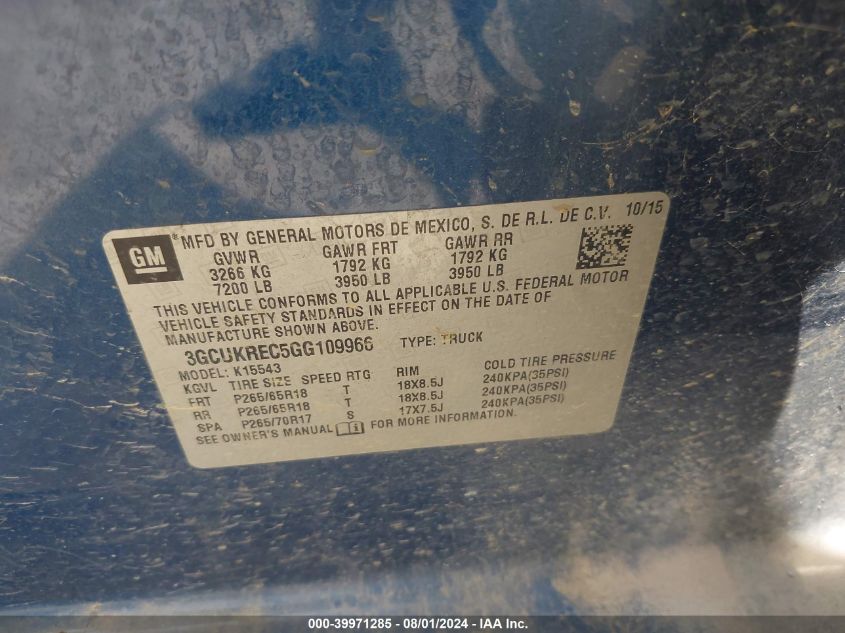 GM
® MFD BY GENERAL MOTORS DE MEXICO, S. DE R.L. DE C.V. 10/15
GVWR GAWR FRT GAWR RR
3266 KG 1792 KG 1792 KG
7200 LB 3950 LB 3950 LB
THIS VEHICLE CONFORMS TO ALL APPLICABLE U.S. FEDERAL MOTOR
VEHICLE SAFETY STANDARDS IN EFFECT ON THE DATE OF
MANUFACTURE SHOWN ABOVE.
3GCUKREC5GG109966 TYPE: TRUCK
MODEL: K15543
KGVL TIRE SIZE SPEED RTG RIM COLD TIRE PRESSURE
FRT P265/65R18 T 18X8.5J 240KPA(35PSI)
RR P265/65R18 T 18X8.5J 240KPA(35PSI)
SPA P265/70R17 S 17X7.5J 240KPA(35PSI)
SEE OWNER'S MANUAL FOR MORE INFORMATION.
000-39971285 - 08/01/2024 - IAA Inc.